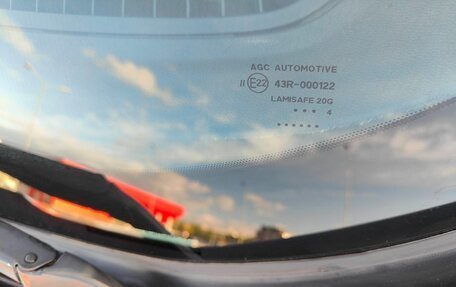 AGC AUTOMOTIVE
II E22 43R-000122
LAMISAFE 20G
••• 4
••••••